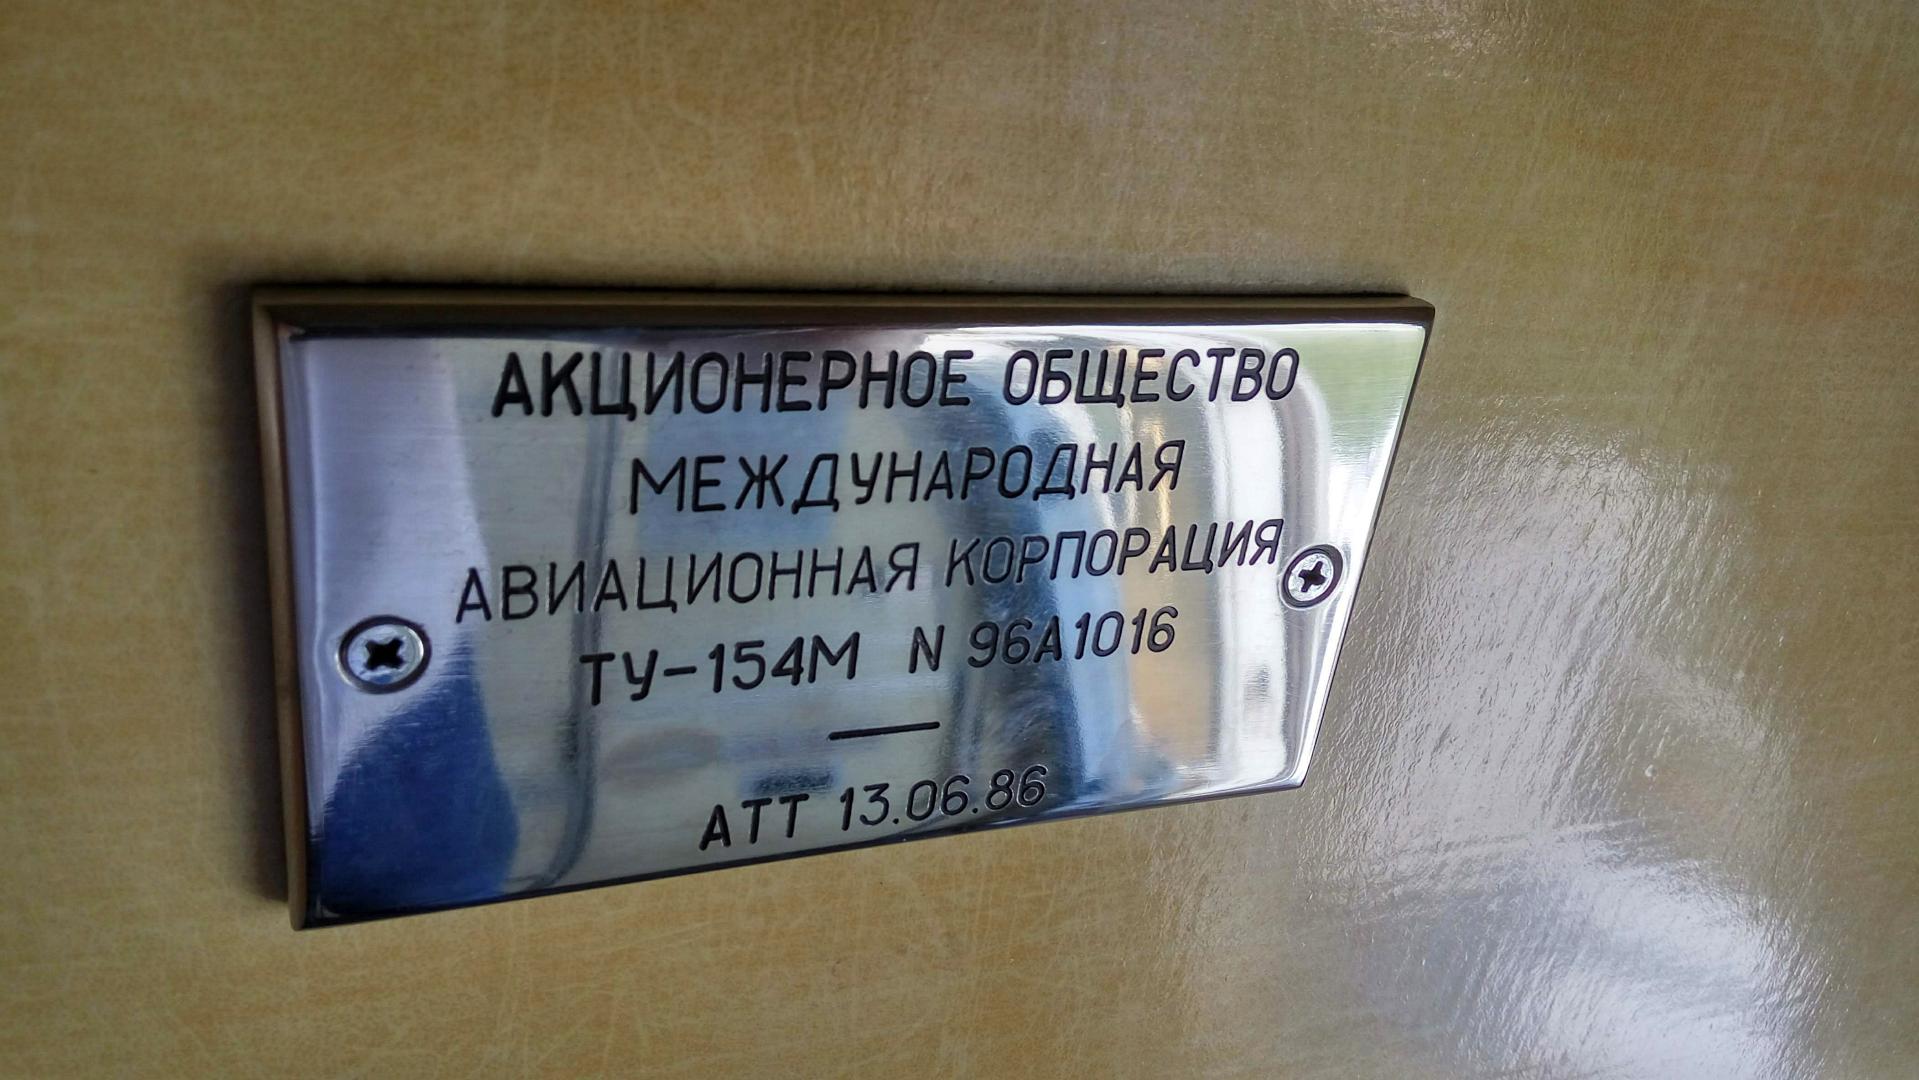 АКЦИОНЕРНОЕ ОБЩЕСТВО
МЕЖДУНАРОДНАЯ
АВИАЦИОННАЯ КОРПОРАЦИЯ
ТУ-154М N 96А1016
—
АТТ 13.06.86